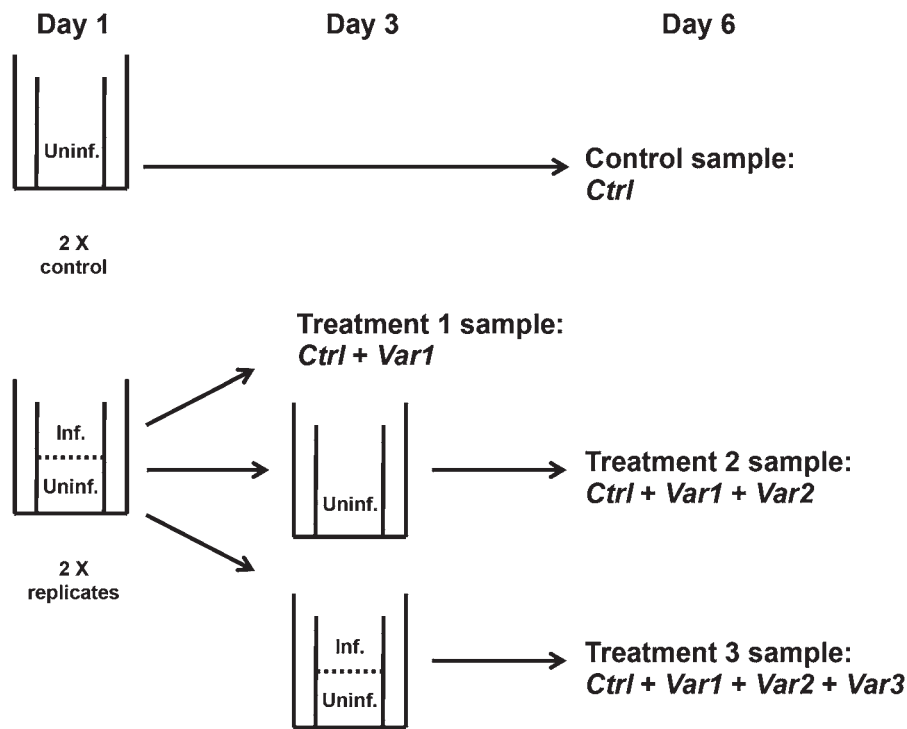 Day 1
Day 3
Day 6
Uninf.
Control sample:
Ctrl
2 X
control
Treatment 1 sample:
Ctrl + Var1
Inf.
Uninf.
2 X
replicates
Uninf.
Treatment 2 sample:
Ctrl + Var1 + Var2
Inf.
Uninf.
Treatment 3 sample:
Ctrl + Var1 + Var2 + Var3